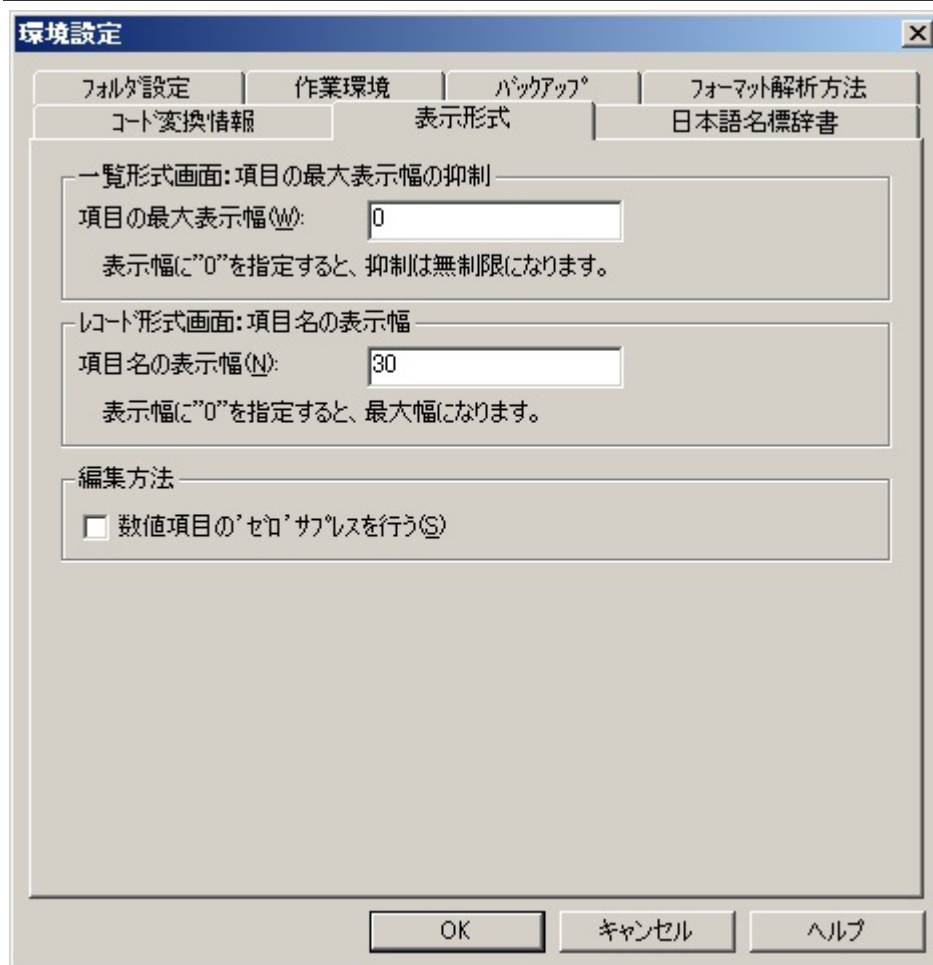 環境設定
ﾌｫﾙﾀﾞ設定
作業環境
ﾊﾞｯｸｱｯﾌﾟ
ﾌｫｰﾏｯﾄ解析方法
ｺｰﾄﾞ変換情報
表示形式
日本語名標辞書
一覧形式画面:項目の最大表示幅の抑制
項目の最大表示幅(W):
0
表示幅に"0"を指定すると、抑制は無制限になります。
ﾚｺｰﾄﾞ形式画面:項目名の表示幅
項目名の表示幅(N):
30
表示幅に"0"を指定すると、最大幅になります。
編集方法
数値項目の'ｾﾞﾛ'ｻﾌﾟﾚｽを行う(S)
OK
キャンセル
ヘルプ